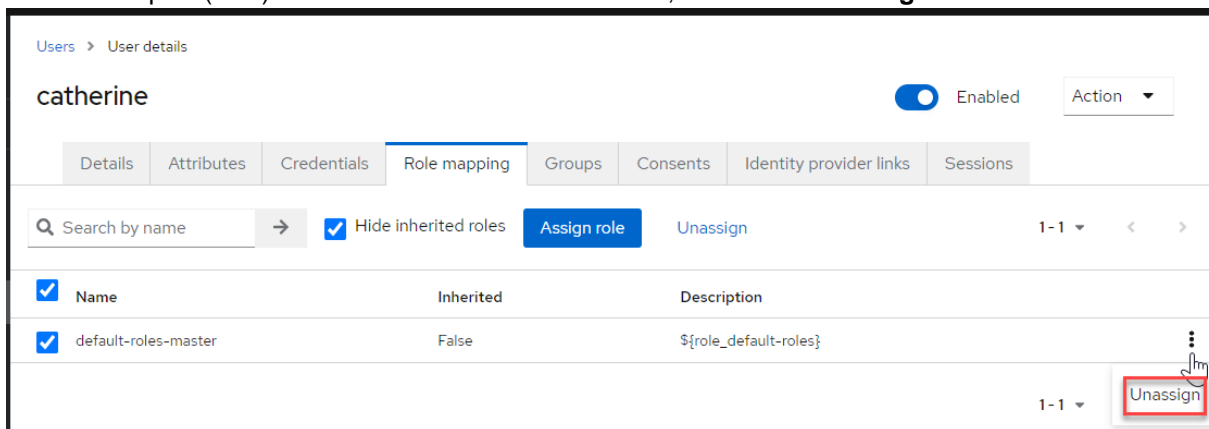 Users > User details
catherine
Enabled
Action
Details Attributes Credentials Role mapping Groups Consents Identity provider links Sessions
Search by name Hide inherited roles Assign role Unassign 1-1
Name Inherited Description
default-roles-master False ${role_default-roles}
Unassign
1-1